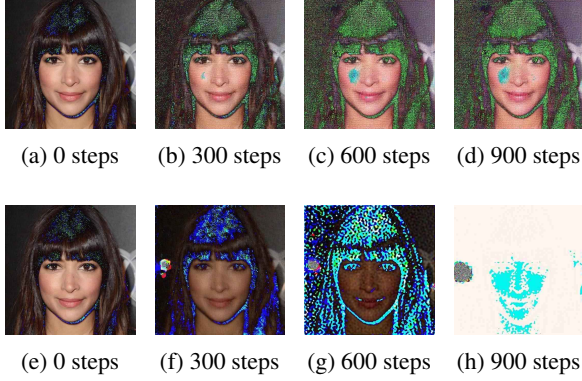 (a) 0 steps (b) 300 steps (c) 600 steps (d) 900 steps
(e) 0 steps (f) 300 steps (g) 600 steps (h) 900 steps